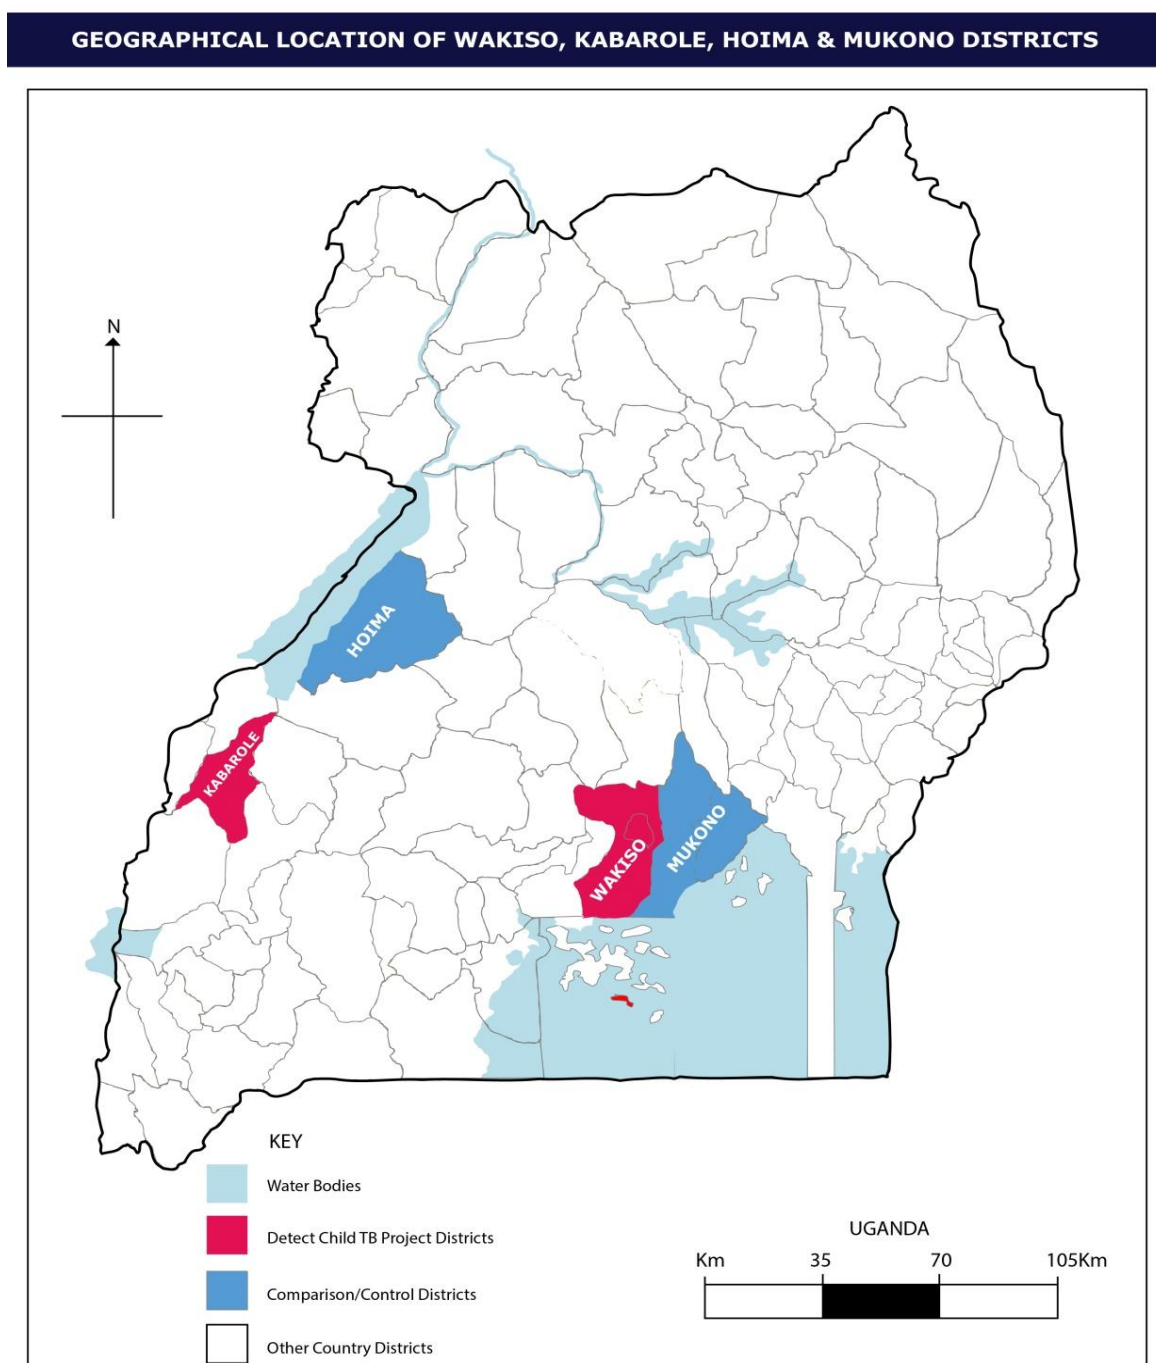 GEOGRAPHICAL LOCATION OF WAKISO, KABAROLE, HOIMA & MUKONO DISTRICTS
N
HOIMA
KABAROLE
WAKISO
MUKONO
KEY
Water Bodies
Detect Child TB Project Districts
Comparison/Control Districts
Other Country Districts
UGANDA
Km 35 70 105Km